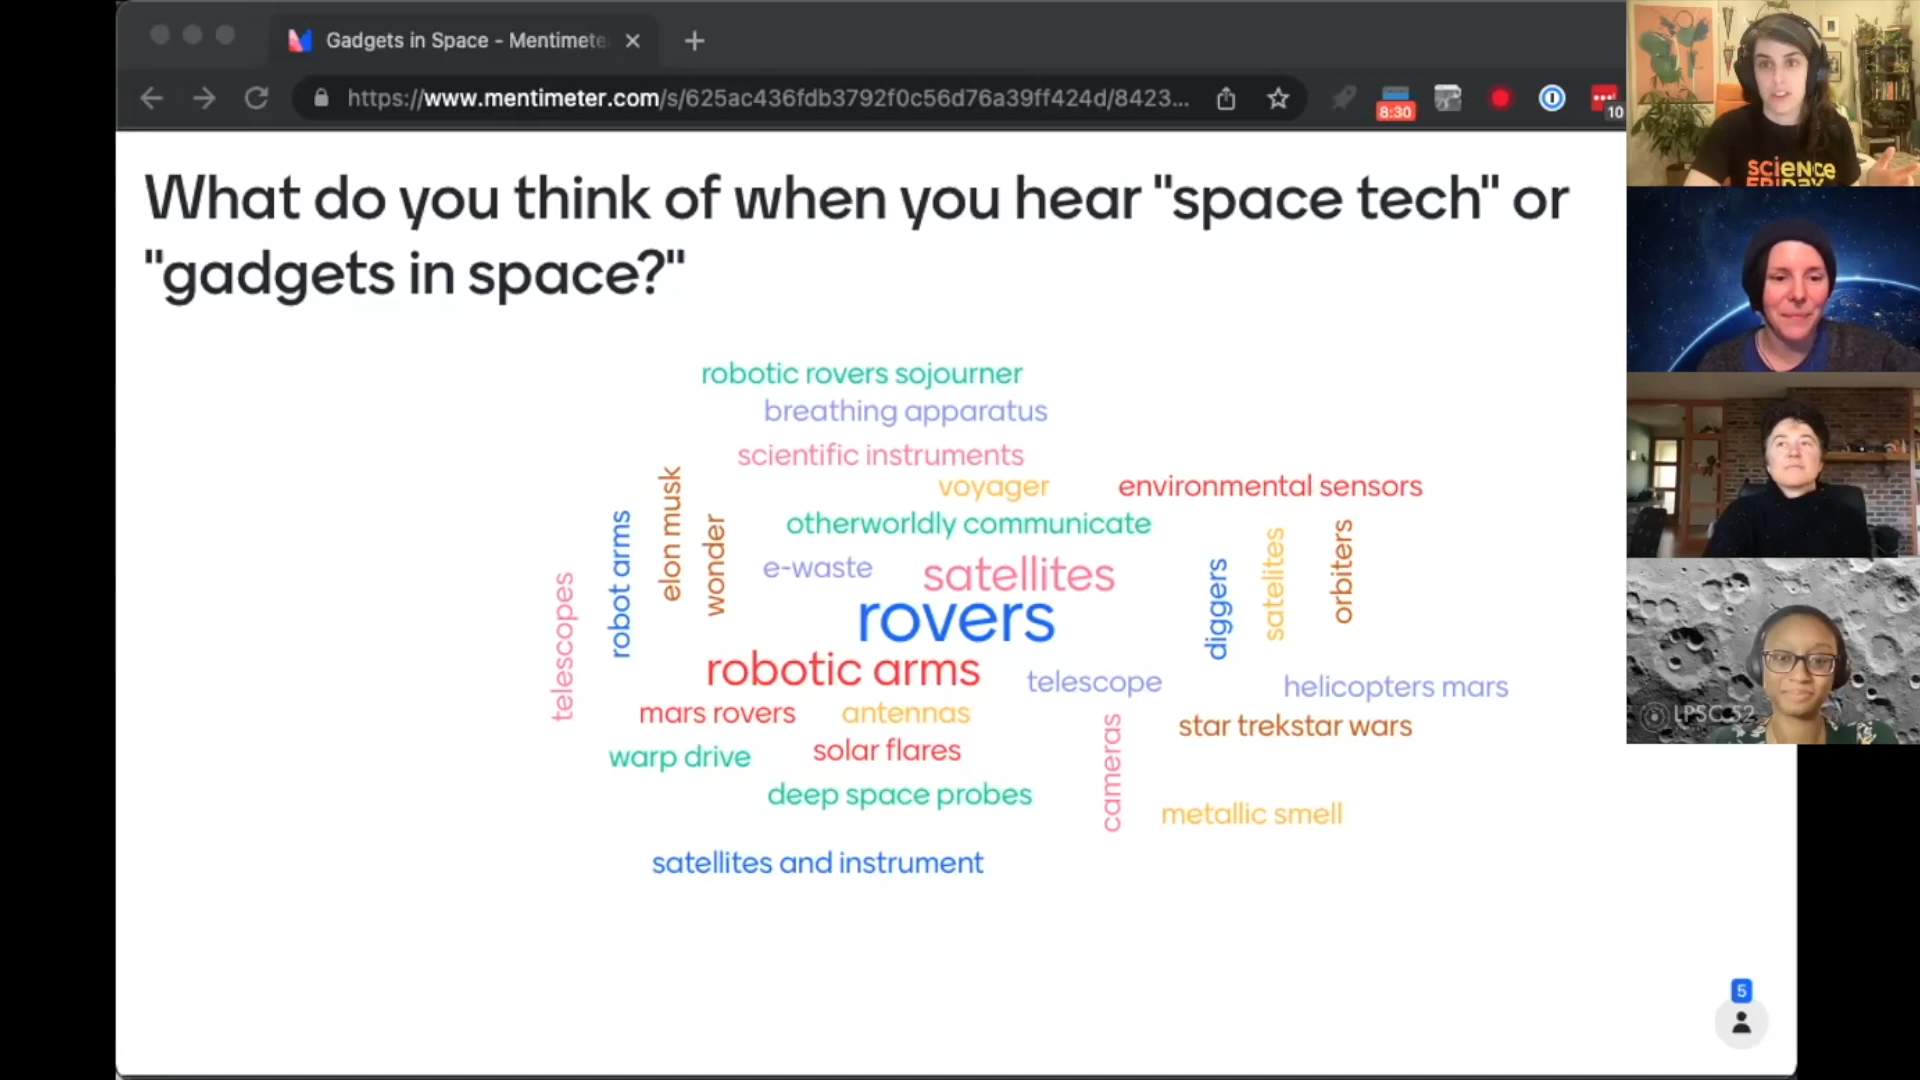 Gadgets in Space - Mentimete
https://www.mentimeter.com/s/625ac436fdb3792f0c56d76a39ff424d/8423...
8:30
10
What do you think of when you hear "space tech" or
"gadgets in space?"
robotic rovers sojourner
breathing apparatus
scientific instruments
voyager
environmental sensors
otherworldly communicate
elon musk
wonder
robot arms
telescopes
e-waste
satellites
rovers
diggers
satelites
orbiters
robotic arms
telescope
helicopters mars
mars rovers
antennas
star trekstar wars
warp drive
solar flares
cameras
deep space probes
metallic smell
satellites and instrument
5
SCIENCE
FRIDAY
LPSC 52